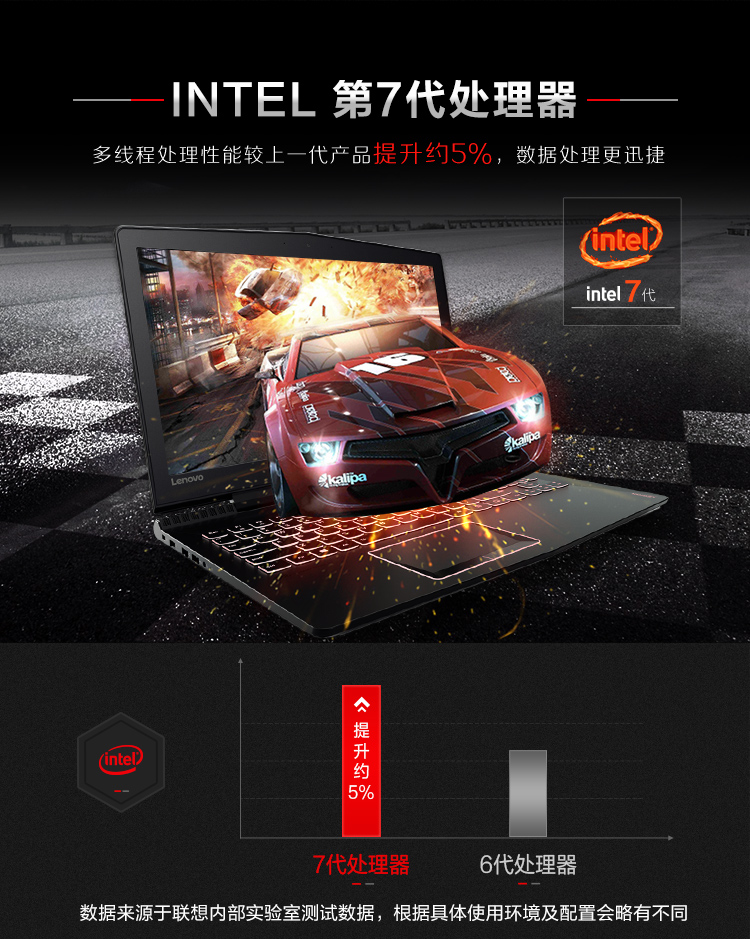 INTEL 第7代处理器
多线程处理性能较上一代产品提升约5%，数据处理更迅捷
intel
intel 7代
16
Lenovo
kalipa
kalipa
intel
提升约5%
7代处理器
6代处理器
数据来源于联想内部实验室测试数据，根据具体使用环境及配置会略有不同